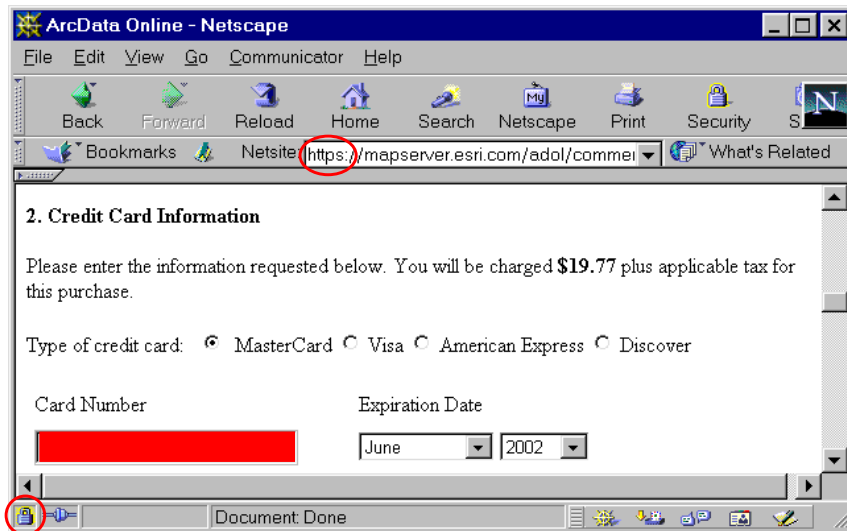 ArcData Online - Netscape
File Edit View Go Communicator Help
Back Forward Reload Home Search Netscape Print Security S
My N
Bookmarks Netsite: https://mapserver.esri.com/adol/commer What's Related
2. Credit Card Information
Please enter the information requested below. You will be charged $19.77 plus applicable tax for
this purchase.
Type of credit card: MasterCard Visa American Express Discover
Card Number Expiration Date
June 2002
Document: Done